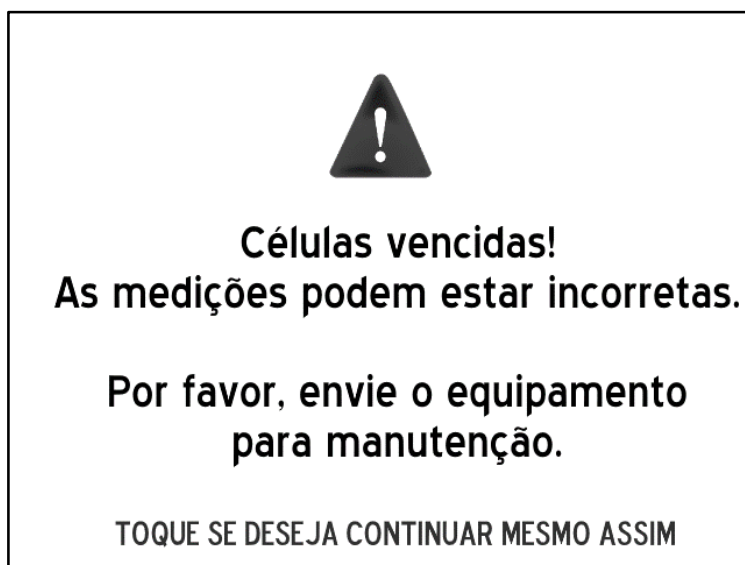 Células vencidas!
As medições podem estar incorretas.
Por favor, envie o equipamento
para manutenção.
TOQUE SE DESEJA CONTINUAR MESMO ASSIM